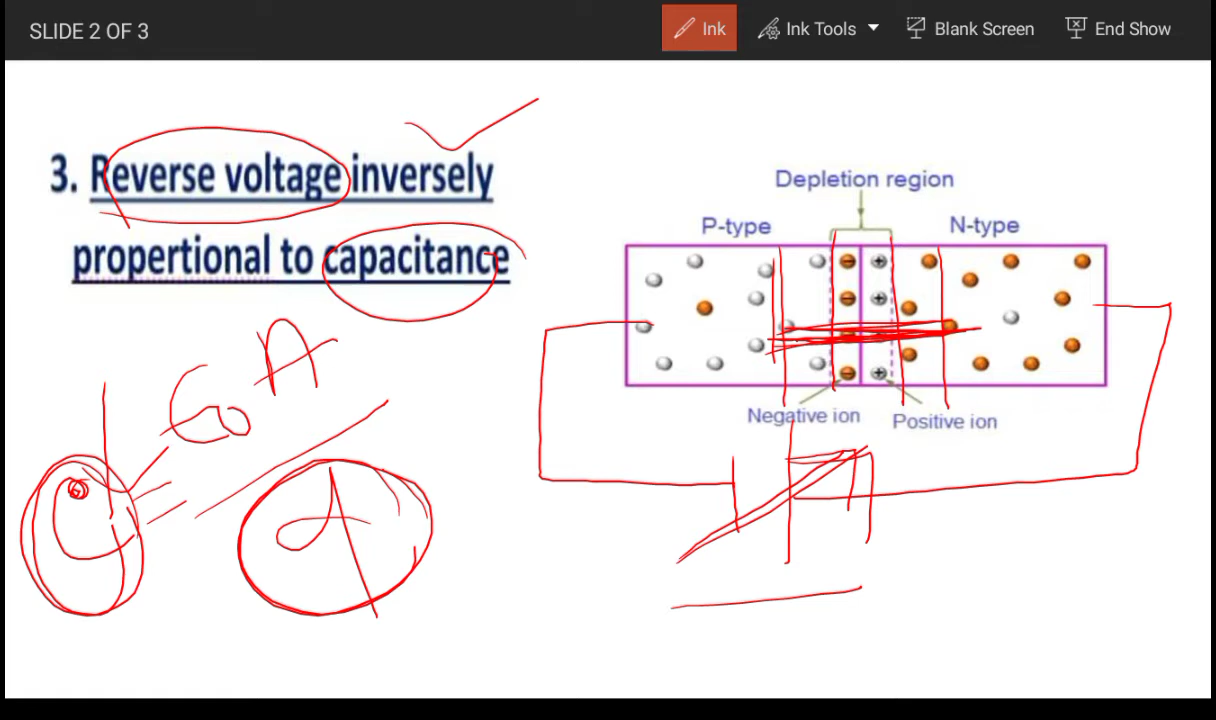 SLIDE 2 OF 3
Ink
Ink Tools
Blank Screen
End Show
3. Reverse voltage inversely
propertional to capacitance
Depletion region
P-type
N-type
Negative ion
Positive ion
C
A
d